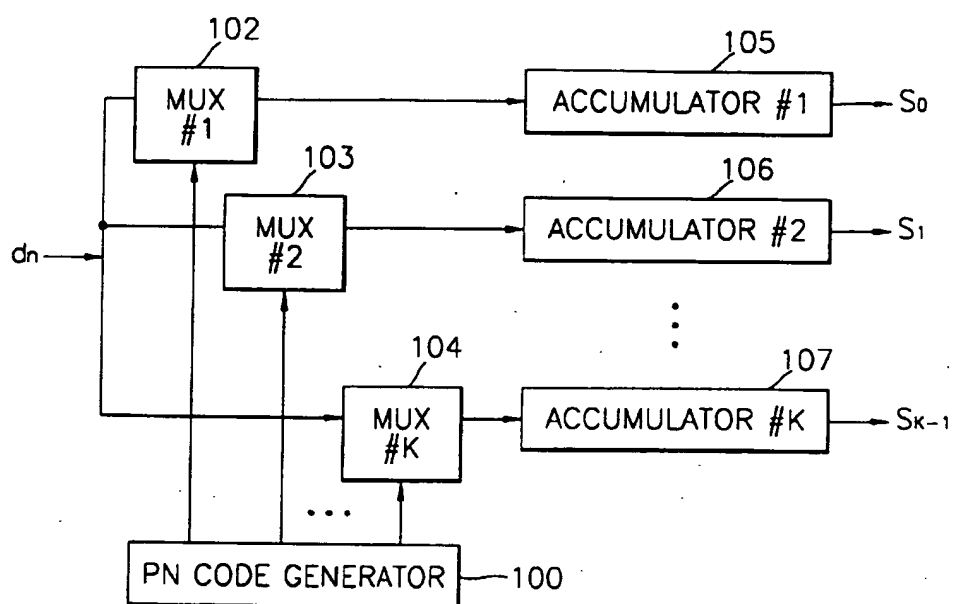 102
MUX
#1
105
ACCUMULATOR #1
S0
103
MUX
#2
106
ACCUMULATOR #2
S1
dn
104
MUX
#K
107
ACCUMULATOR #K
SK-1
PN CODE GENERATOR
100